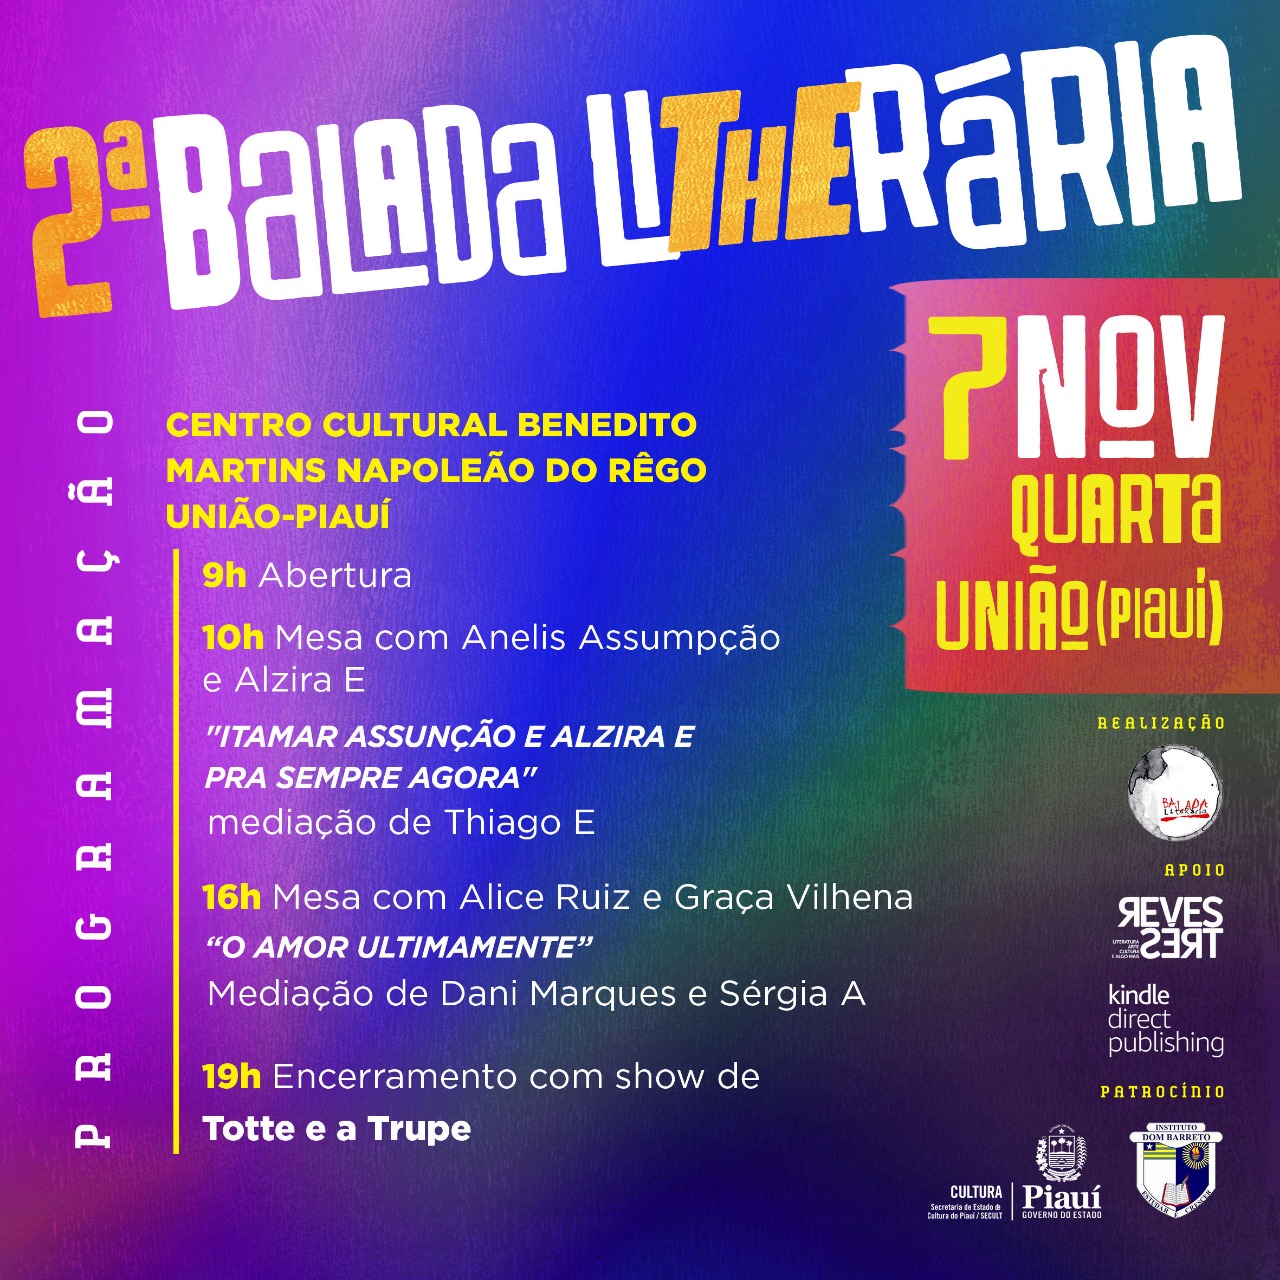 2ª BALADA LITHERÁRIA
7 NOV
QUARTA
UNIÃO (PIAUI)
PROGRAMAÇÃO
CENTRO CULTURAL BENEDITO
MARTINS NAPOLEÃO DO RÊGO
UNIÃO-PIAUÍ
9h Abertura
10h Mesa com Anelis Assumpção
e Alzira E
"ITAMAR ASSUNÇÃO E ALZIRA E
PRA SEMPRE AGORA"
mediação de Thiago E
16h Mesa com Alice Ruiz e Graça Vilhena
“O AMOR ULTIMAMENTE”
Mediação de Dani Marques e Sérgia A
19h Encerramento com show de
Totte e a Trupe
REALIZAÇÃO
BALADA
Literária
APOIO
REVES
TRÉS
LITERATURA
ARTE
CULTURA
E ALGO MAIS
kindle
direct
publishing
PATROCÍNIO
CULTURA
Secretaria de Estado de
Cultura do Piauí / SECULT
Piauí
GOVERNO DO ESTADO
INSTITUTO
DOM BARRETO
ESTUDAR E CRESCER